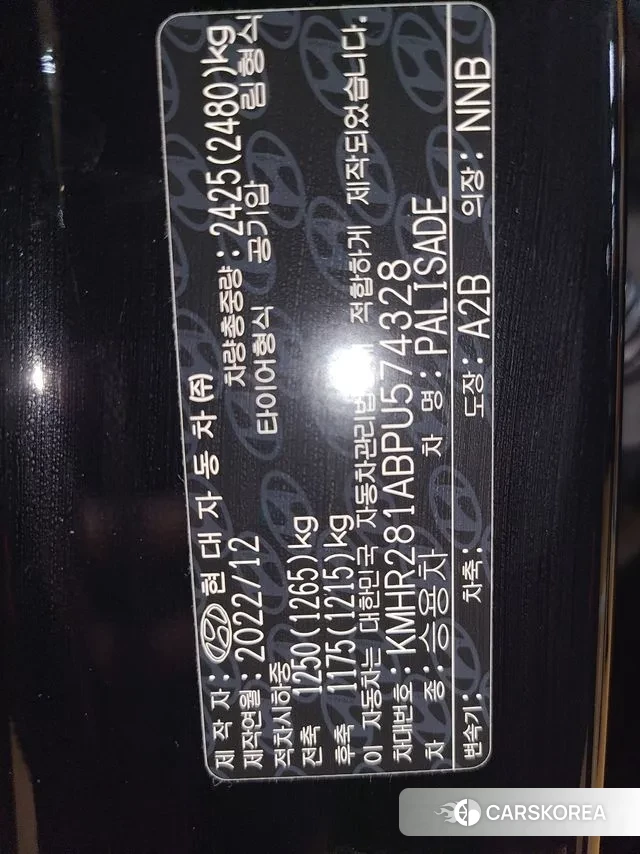 제 작 자: HYUNDAI 현 대 자 동 차 ㈜
제작연월: 2022/12 차량총중량: 2425(2480)kg
적차시하중 타이어형식 공기압 림형식
전축 1250(1265)kg
후축 1175(1215)kg
이 자동차는 대한민국 자동차관리법 적합하게 제작되었습니다.
차대번호: KMHR281ABPU574328
차 종: 승용차 차 명: PALISADE
변속기: 차축: 도장: A2B 의장: NNB
CARSKOREA